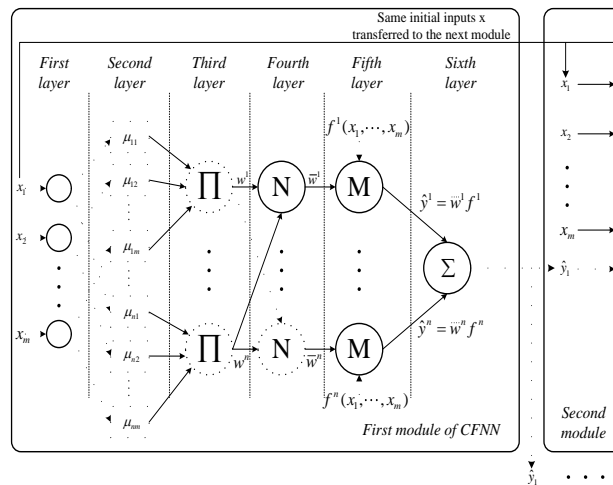 Same initial inputs x
transferred to the next module
First layer
Second layer
Third layer
Fourth layer
Fifth layer
Sixth layer
x₁
x₂
xₘ
μ₁₁
μ₁₂
μ₁ₘ
μₙ₁
μₙ₂
μₙₘ
∏
∏
w¹
wⁿ
N
N
w̅¹
w̅ⁿ
f¹(x₁,⋯,xₘ)
M
M
fⁿ(x₁,⋯,xₘ)
ŷ¹ = w̅¹f¹
ŷⁿ = w̅ⁿfⁿ
Σ
First module of CFNN
x₁
x₂
xₘ
ŷ₁
Second module
ŷ₁